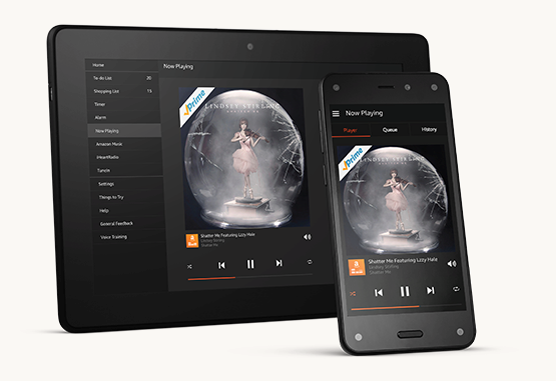 Home
To-do List 20
Shopping List 15
Timer
Alarm
Now Playing
Amazon Music
iHeartRadio
TuneIn
Settings
Things to Try
Help
General Feedback
Voice Training
Now Playing
Prime
LINDSEY STIRLING
Shatter Me Featuring Lzzy Hale
Lindsey Stirling
Shatter Me
Now Playing
Player Queue History
Prime
LINDSEY STIRLING
Shatter Me Featuring Lzzy Hale
Lindsey Stirling
Shatter Me